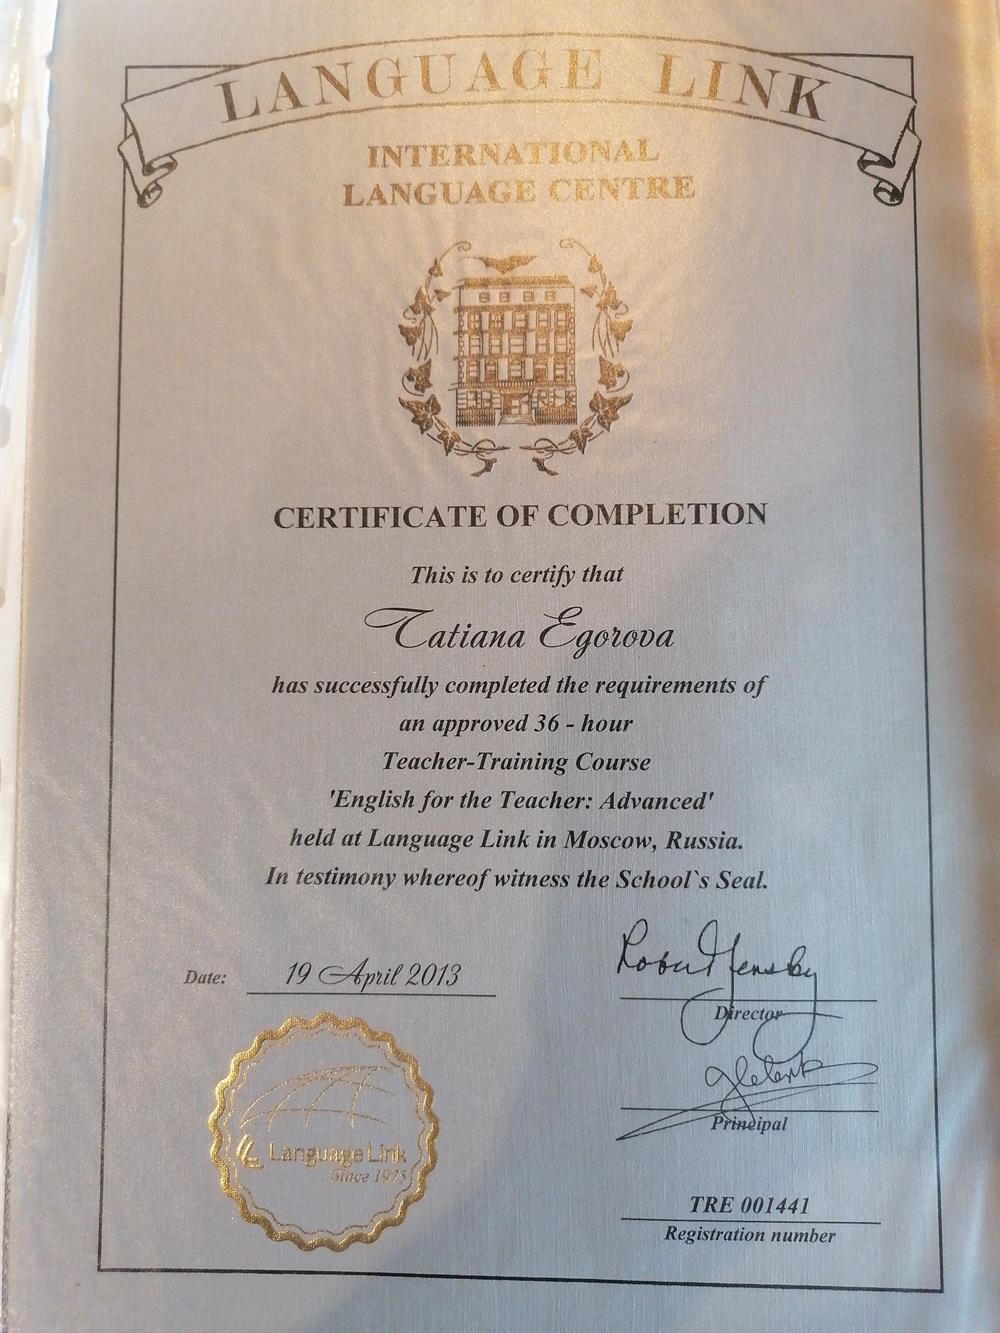 LANGUAGE LINK
INTERNATIONAL
LANGUAGE CENTRE
CERTIFICATE OF COMPLETION
This is to certify that
Tatiana Egorova
has successfully completed the requirements of
an approved 36 - hour
Teacher-Training Course
'English for the Teacher: Advanced'
held at Language Link in Moscow, Russia.
In testimony whereof witness the School`s Seal.
Date: 19 April 2013
Director
Principal
Language Link
Since 1975
TRE 001441
Registration number